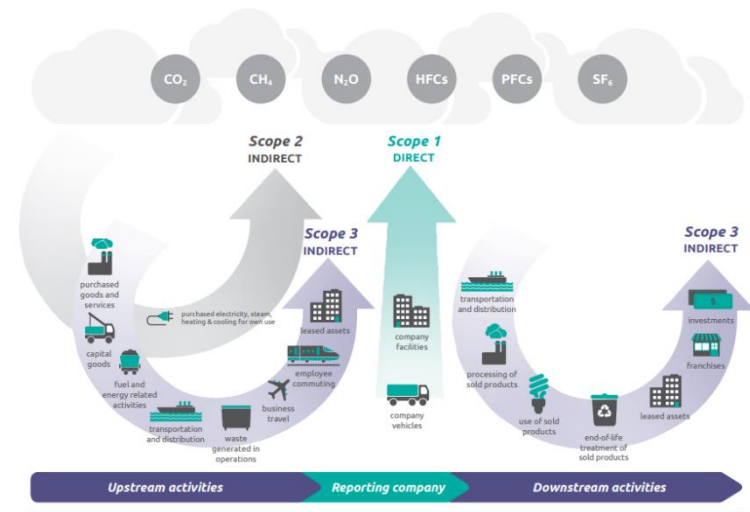 CO₂
CH₄
N₂O
HFCs
PFCs
SF₆
Scope 2
INDIRECT
Scope 1
DIRECT
Scope 3
INDIRECT
Scope 3
INDIRECT
purchased
goods and
services
capital
goods
fuel and
energy related
activities
purchased electricity, steam,
heating & cooling for own use
transportation
and distribution
waste
generated in
operations
business
travel
employee
commuting
leased assets
company
facilities
company
vehicles
transportation
and distribution
processing of
sold products
use of sold
products
end-of-life
treatment of
sold products
leased assets
franchises
investments
$
Upstream activities
Reporting company
Downstream activities